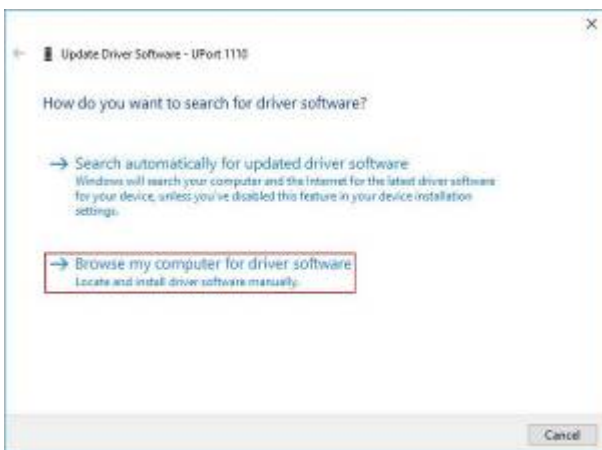 Update Driver Software - UPort 1110
How do you want to search for driver software?
→ Search automatically for updated driver software
Windows will search your computer and the Internet for the latest driver software
for your device, unless you've disabled this feature in your device installation
settings.
→ Browse my computer for driver software
Locate and install driver software manually.
Cancel